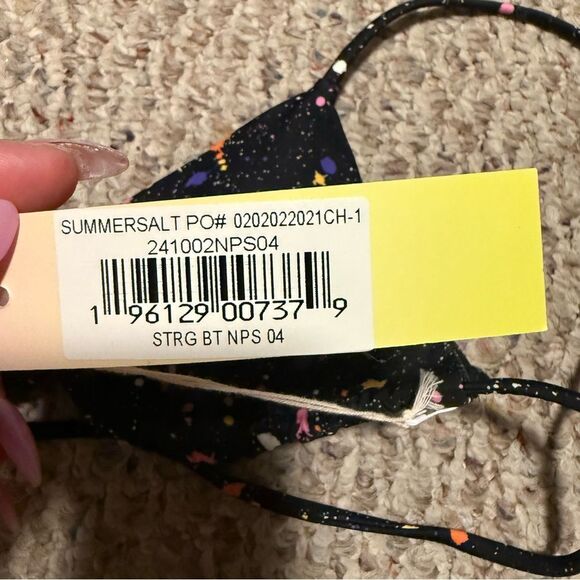 SUMMERSALT PO# 0202022021CH-1
241002NPS04
1 96129 00737 9
STRG BT NPS 04